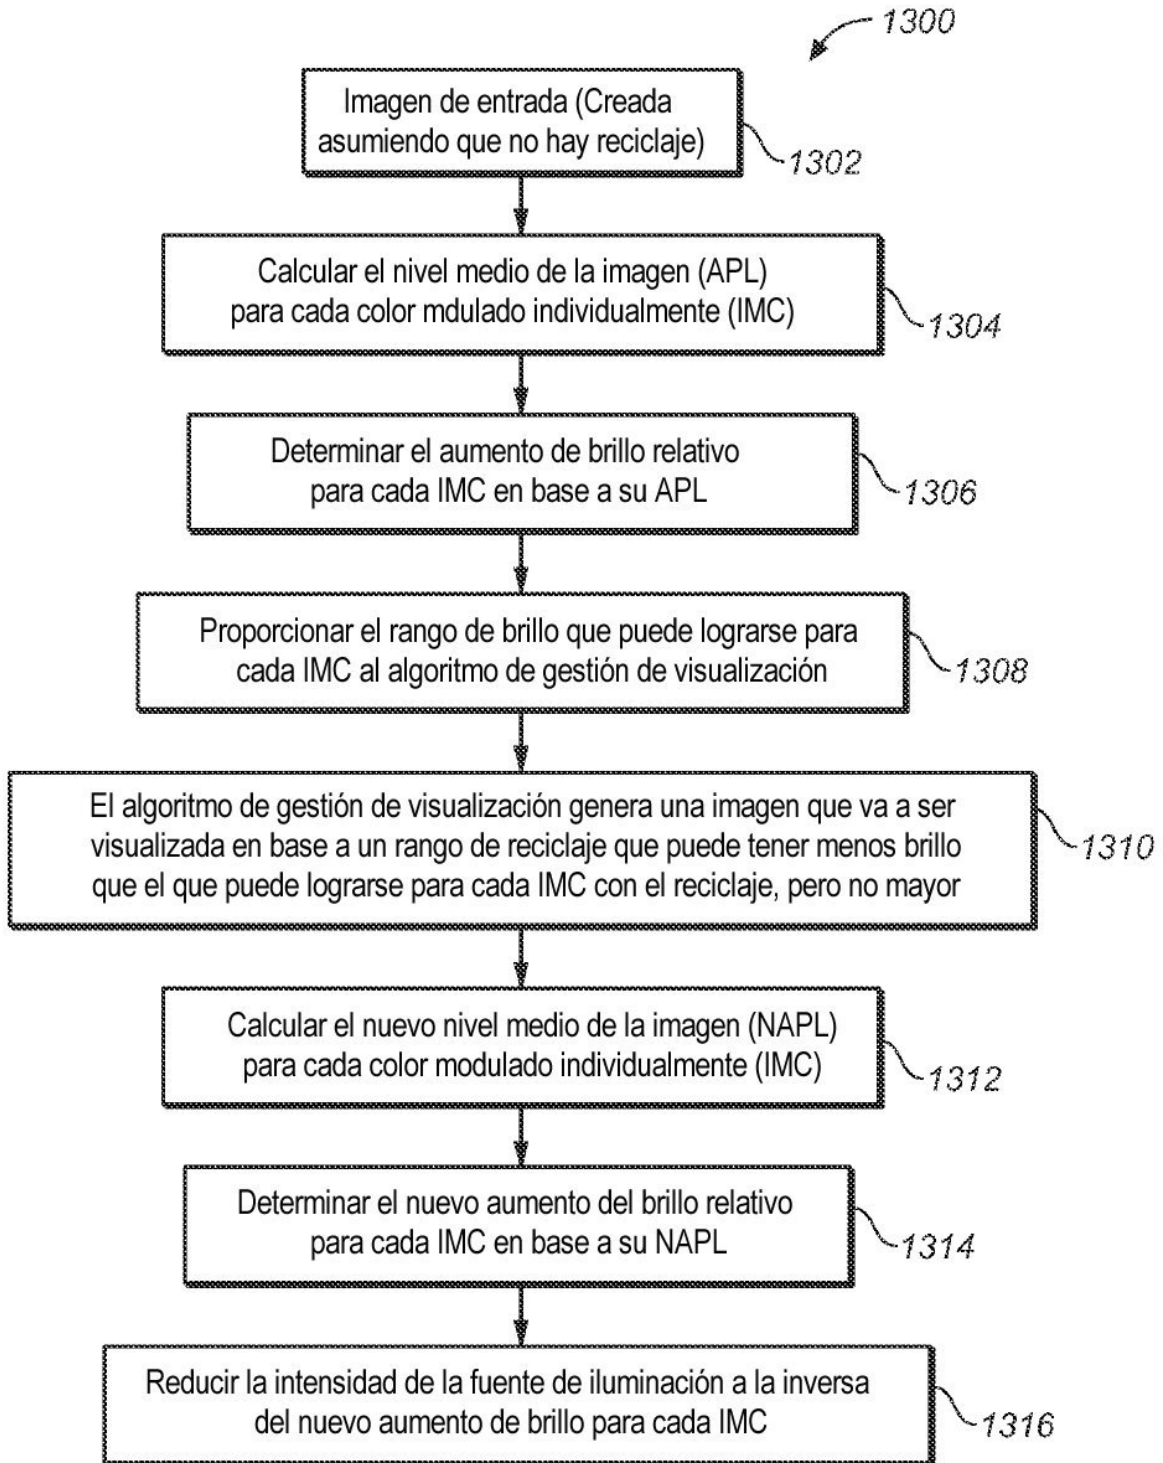 1300
Imagen de entrada (Creada
asumiendo que no hay reciclaje)
1302
Calcular el nivel medio de la imagen (APL)
para cada color mdulado individualmente (IMC)
1304
Determinar el aumento de brillo relativo
para cada IMC en base a su APL
1306
Proporcionar el rango de brillo que puede lograrse para
cada IMC al algoritmo de gestión de visualización
1308
El algoritmo de gestión de visualización genera una imagen que va a ser
visualizada en base a un rango de reciclaje que puede tener menos brillo
que el que puede lograrse para cada IMC con el reciclaje, pero no mayor
1310
Calcular el nuevo nivel medio de la imagen (NAPL)
para cada color modulado individualmente (IMC)
1312
Determinar el nuevo aumento del brillo relativo
para cada IMC en base a su NAPL
1314
Reducir la intensidad de la fuente de iluminación a la inversa
del nuevo aumento de brillo para cada IMC
1316